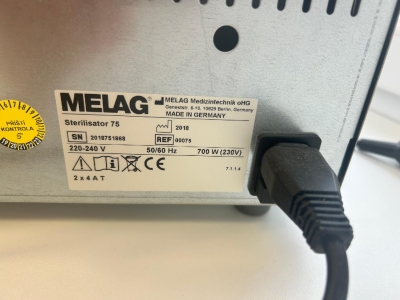 MELAG
MELAG Medizintechnik oHG
Geneststr. 6-10, 10829 Berlin, Germany
MADE IN GERMANY
Sterilisator 75
2018
SN 2018751868
REF 00075
220-240 V 50/60 Hz 700 W (230V)
CE
7114
2 x 4 A T
PŘÍŠTÍ
KONTROLA